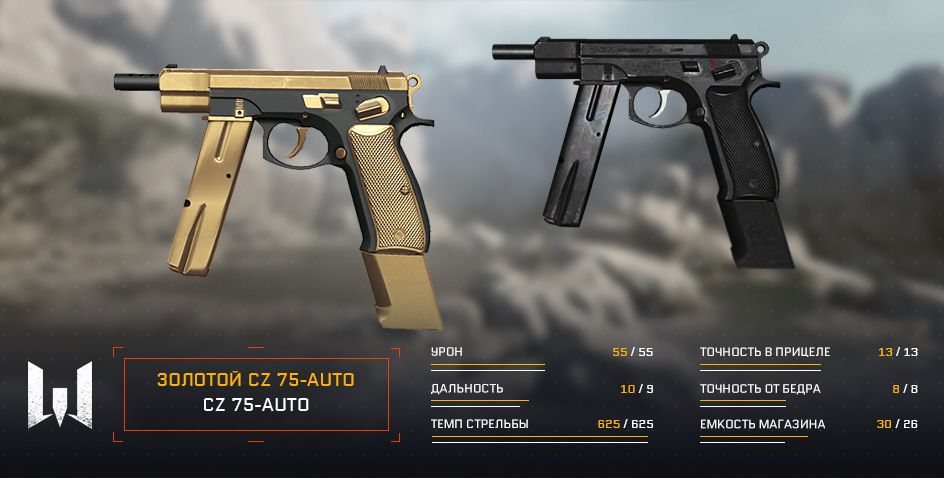 ЗОЛОТОЙ CZ 75-AUTO
CZ 75-AUTO
УРОН 55 / 55
ДАЛЬНОСТЬ 10 / 9
ТЕМП СТРЕЛЬБЫ 625 / 625
ТОЧНОСТЬ В ПРИЦЕЛЕ 13 / 13
ТОЧНОСТЬ ОТ БЕДРА 8 / 8
ЕМКОСТЬ МАГАЗИНА 30 / 26